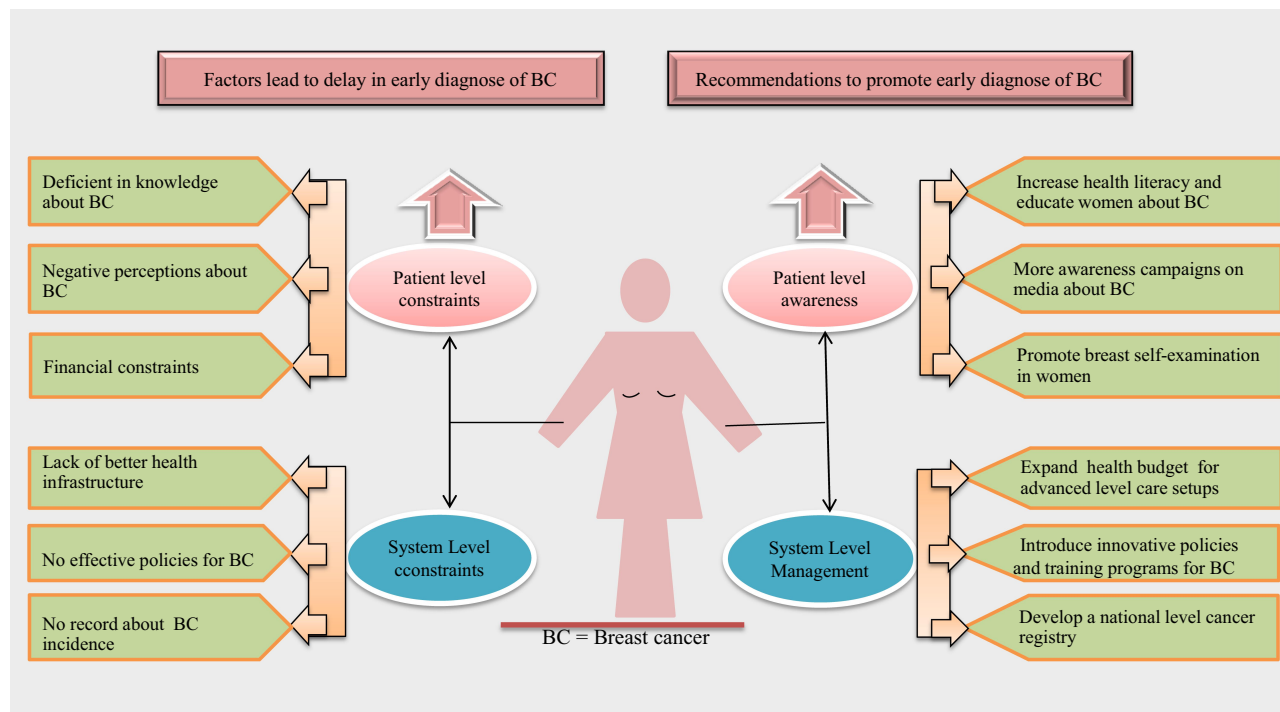 Factors lead to delay in early diagnose of BC
Recommendations to promote early diagnose of BC
Deficient in knowledge
about BC
Negative perceptions about
BC
Financial constraints
Patient level
constraints
Patient level
awareness
Increase health literacy and
educate women about BC
More awareness campaigns on
media about BC
Promote breast self-examination
in women
Lack of better health
infrastructure
No effective policies for BC
No record about BC
incidence
System Level
cconstraints
System Level
Management
Expand health budget for
advanced level care setups
Introduce innovative policies
and training programs for BC
Develop a national level cancer
registry
BC = Breast cancer